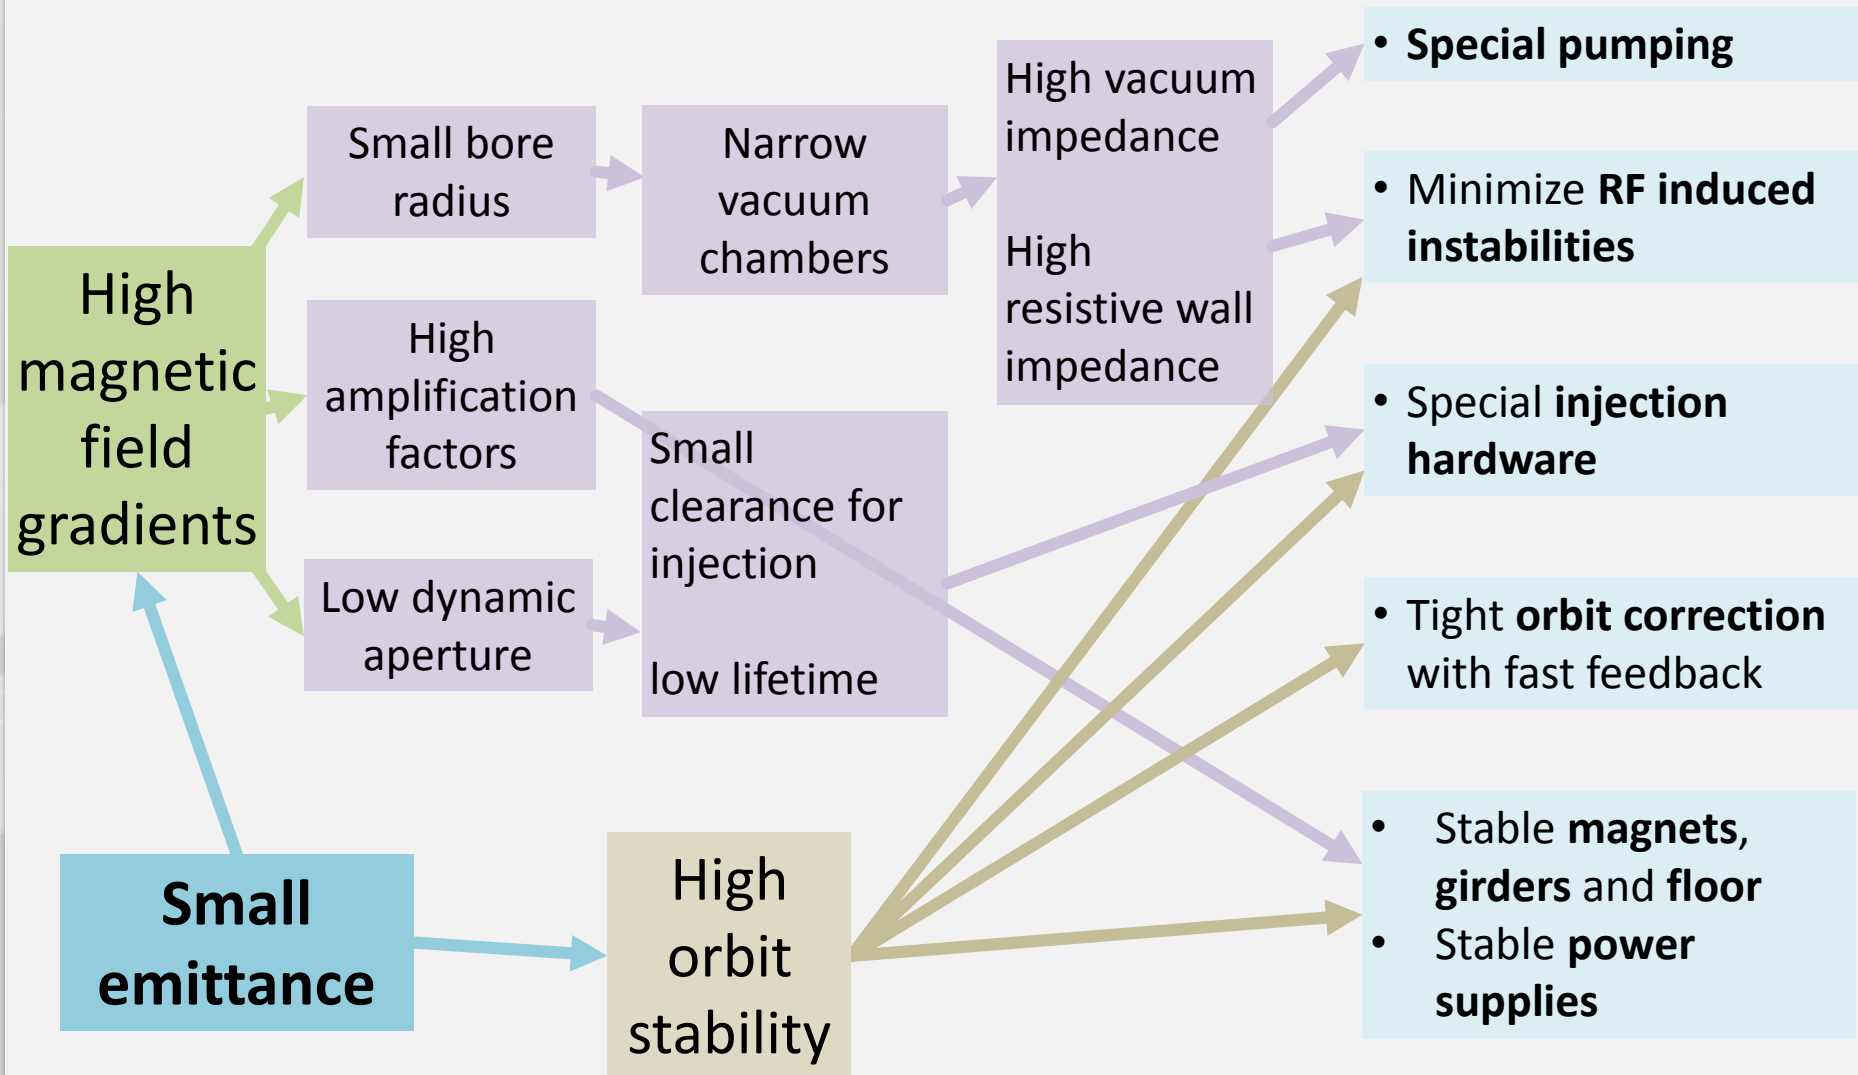 High
magnetic
field
gradients
Small
emittance
Small bore
radius
High
amplification
factors
Low dynamic
aperture
Narrow
vacuum
chambers
Small
clearance for
injection
low lifetime
High
orbit
stability
High vacuum
impedance
High
resistive wall
impedance
• Special pumping
• Minimize RF induced
instabilities
• Special injection
hardware
• Tight orbit correction
with fast feedback
• Stable magnets,
girders and floor
• Stable power
supplies